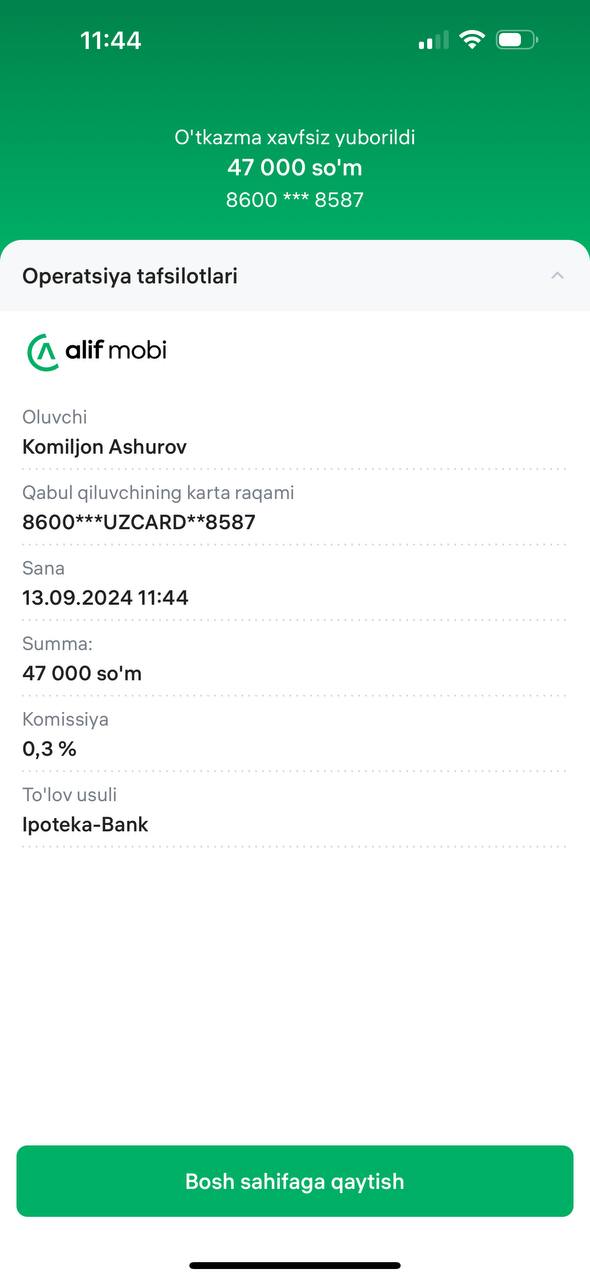 11:44
O'tkazma xavfsiz yuborildi
47 000 so'm
8600 *** 8587
Operatsiya tafsilotlari
alif mobi
Oluvchi
Komiljon Ashurov
Qabul qiluvchining karta raqami
8600***UZCARD**8587
Sana
13.09.2024 11:44
Summa:
47 000 so'm
Komissiya
0,3 %
To'lov usuli
Ipoteka-Bank
Bosh sahifaga qaytish